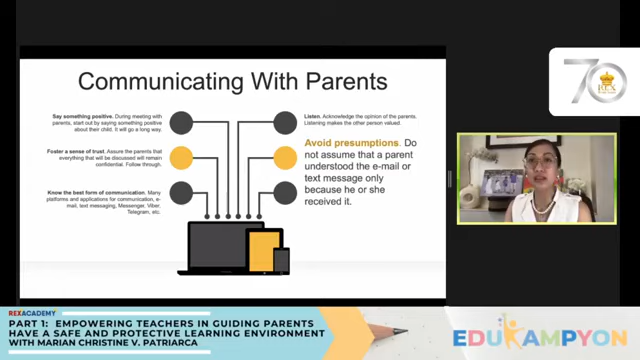 Communicating With Parents
Say something positive. During meeting with
parents, start out by saying something positive
about their child. It will go a long way.
Foster a sense of trust. Assure the parents that
everything that will be discussed will remain
confidential. Follow through.
Know the best form of communication. Many
platforms and applications for communication, e-
mail, text messaging, Messenger, Viber,
Telegram, etc.
Listen. Acknowledge the opinion of the parents.
Listening makes the other person valued.
Avoid presumptions. Do
not assume that a parent
understood the e-mail or
text message only
because he or she
received it.
70
REX
REXACADEMY
PART 1: EMPOWERING TEACHERS IN GUIDING PARENTS
HAVE A SAFE AND PROTECTIVE LEARNING ENVIRONMENT
WITH MARIAN CHRISTINE V. PATRIARCA
EDUKAMPYON